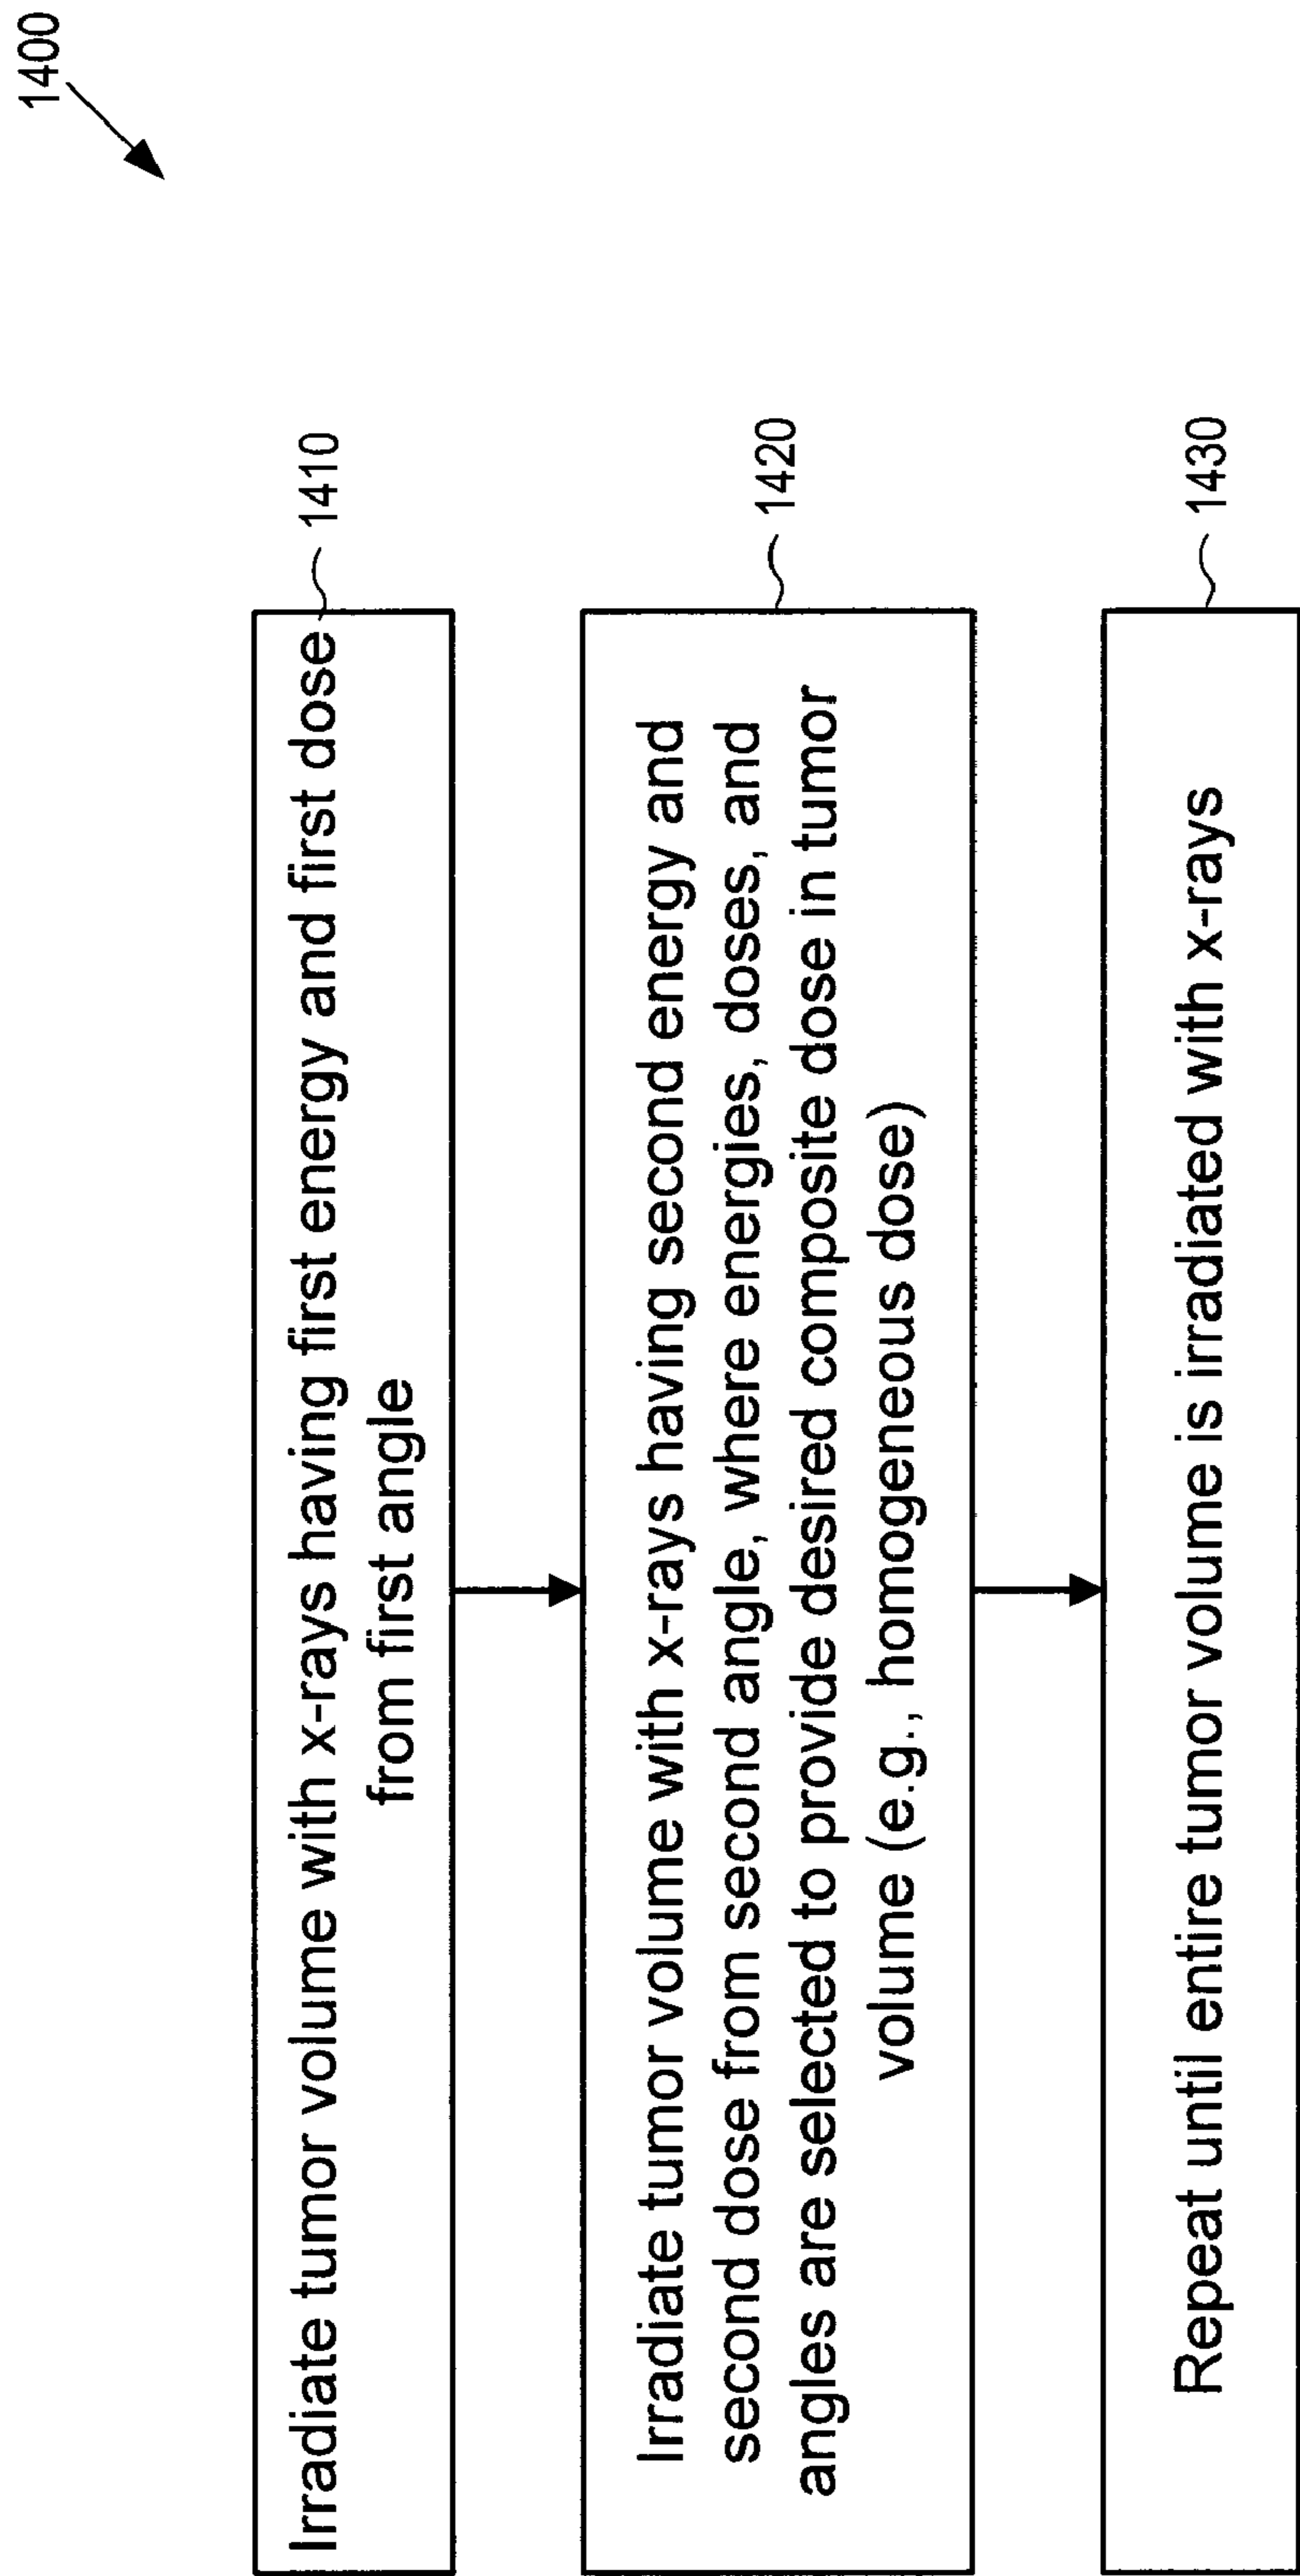 1400
Irradiate tumor volume with x-rays having first energy and first dose
from first angle
1410
Irradiate tumor volume with x-rays having second energy and
second dose from second angle, where energies, doses, and
angles are selected to provide desired composite dose in tumor
volume (e.g., homogeneous dose)
1420
Repeat until entire tumor volume is irradiated with x-rays
1430